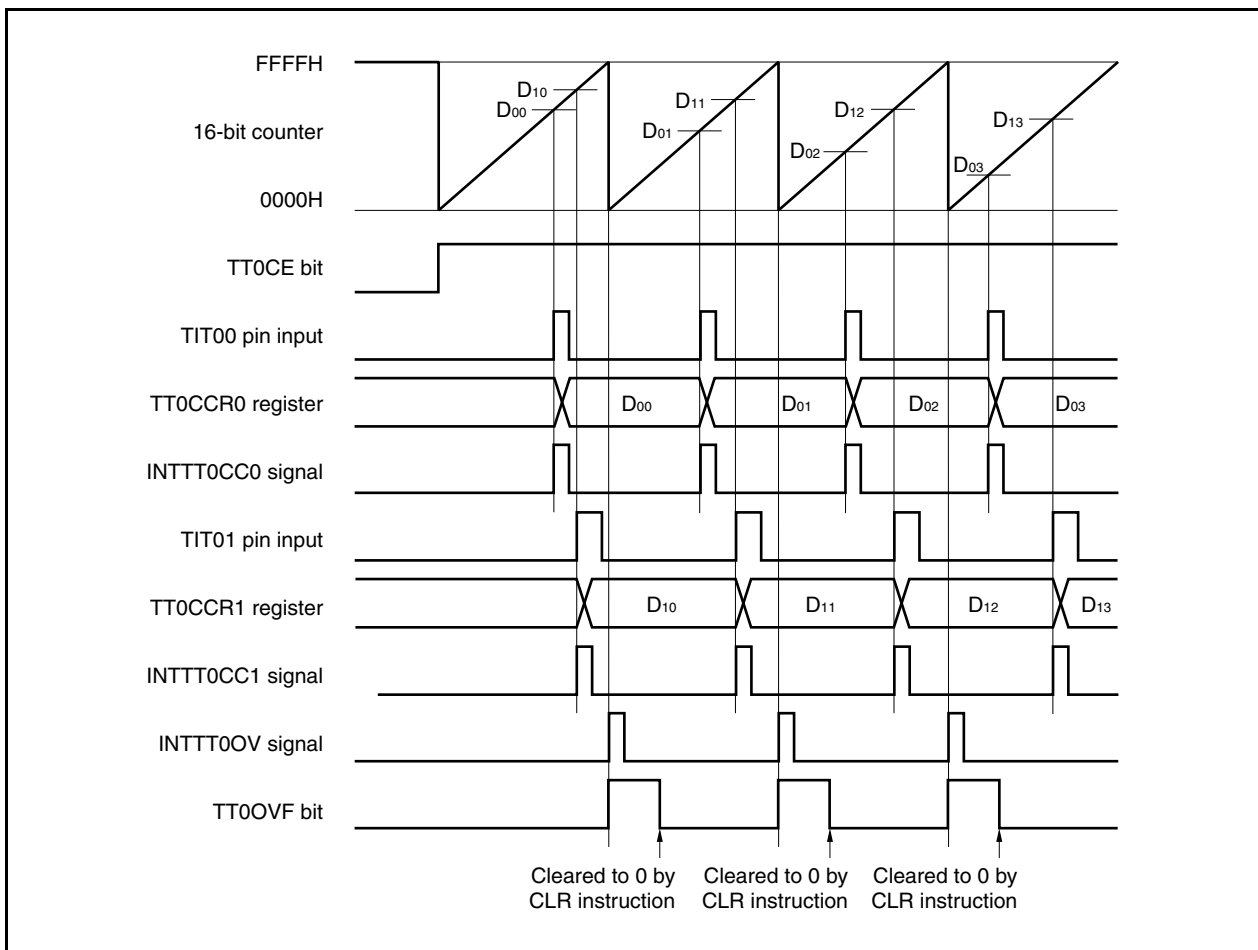 FFFFH
D10
D00
16-bit counter
D11
D01
D12
D02
D13
D03
0000H
TT0CE bit
TIT00 pin input
TT0CCR0 register
D00
D01
D02
D03
INTTT0CC0 signal
TIT01 pin input
TT0CCR1 register
D10
D11
D12
D13
INTTT0CC1 signal
INTTT0OV signal
TT0OVF bit
Cleared to 0 by
CLR instruction
Cleared to 0 by
CLR instruction
Cleared to 0 by
CLR instruction